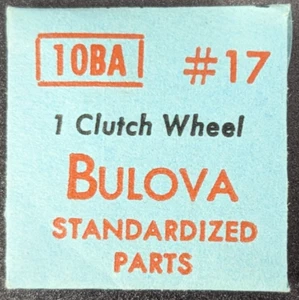 10BA #17
1 Clutch Wheel
BULOVA
STANDARDIZED
PARTS